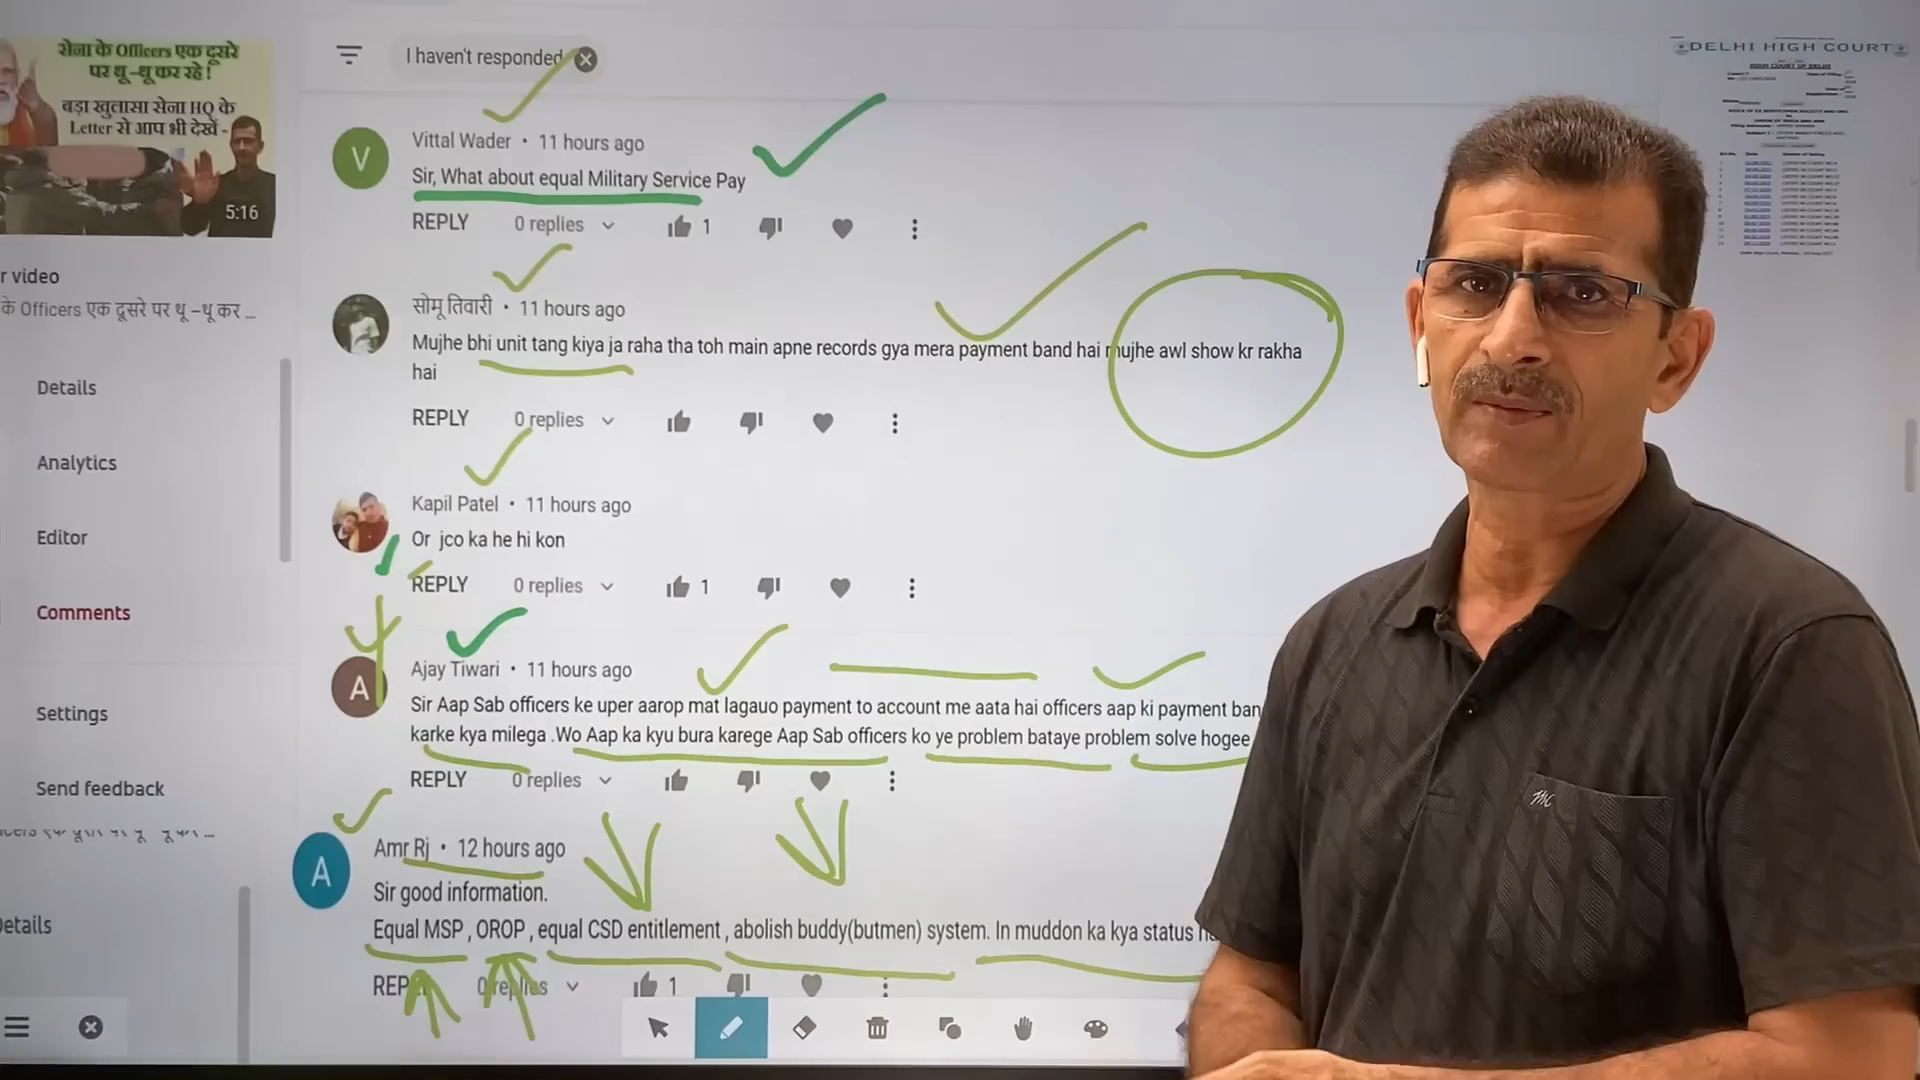 सेना के Officers एक दूसरे
पर थू-थू कर रहे!
बड़ा खुलासा सेना HQ के
Letter से आप भी देखें -
5:16
r video
के Officers एक दूसरे पर थू -थू कर ...
Details
Analytics
Editor
Comments
Settings
Send feedback
etails
I haven't responded
V
Vittal Wader • 11 hours ago
Sir, What about equal Military Service Pay
REPLY 0 replies 1
सोमू तिवारी • 11 hours ago
Mujhe bhi unit tang kiya ja raha tha toh main apne records gya mera payment band hai mujhe awl show kr rakha
hai
REPLY 0 replies
Kapil Patel • 11 hours ago
Or jco ka he hi kon
REPLY 0 replies 1
A
Ajay Tiwari • 11 hours ago
Sir Aap Sab officers ke uper aarop mat lagauo payment to account me aata hai officers aap ki payment ban
karke kya milega .Wo Aap ka kyu bura karege Aap Sab officers ko ye problem bataye problem solve hogee
REPLY 0 replies
A
Amr Rj • 12 hours ago
Sir good information.
Equal MSP , OROP , equal CSD entitlement , abolish buddy(butmen) system. In muddon ka kya status
REP 0 replies 1
DELHI HIGH COURT
HIGH COURT OF DELHI
MC